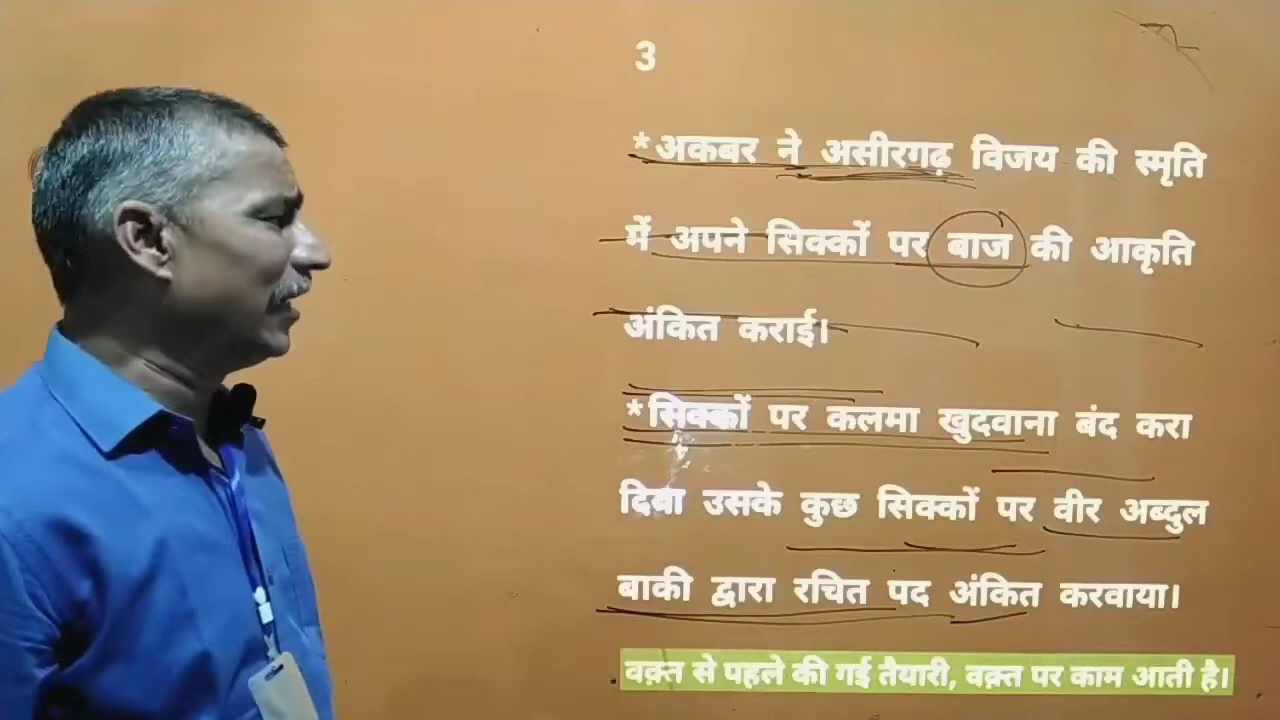 3
*अकबर ने असीरगढ़ विजय की स्मृति
में अपने सिक्कों पर बाज की आकृति
अंकित कराई।
*सिक्कों पर कलमा खुदवाना बंद करा
दिया उसके कुछ सिक्कों पर वीर अब्दुल
बाकी द्वारा रचित पद अंकित करवाया।
वक़्त से पहले की गई तैयारी, वक़्त पर काम आती है।